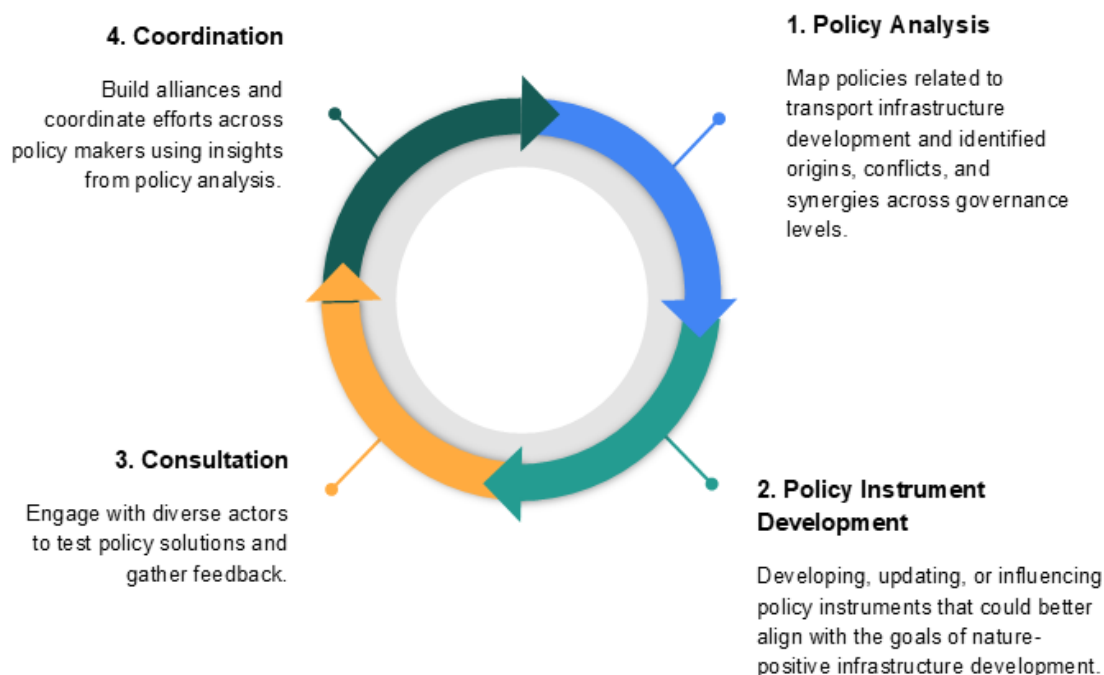 1. Policy Analysis
Map policies related to
transport infrastructure
development and identified
origins, conflicts, and
synergies across governance
levels.
2. Policy Instrument
Development
Developing, updating, or influencing
policy instruments that could better
align with the goals of nature-
positive infrastructure development.
3. Consultation
Engage with diverse actors
to test policy solutions and
gather feedback.
4. Coordination
Build alliances and
coordinate efforts across
policy makers using insights
from policy analysis.